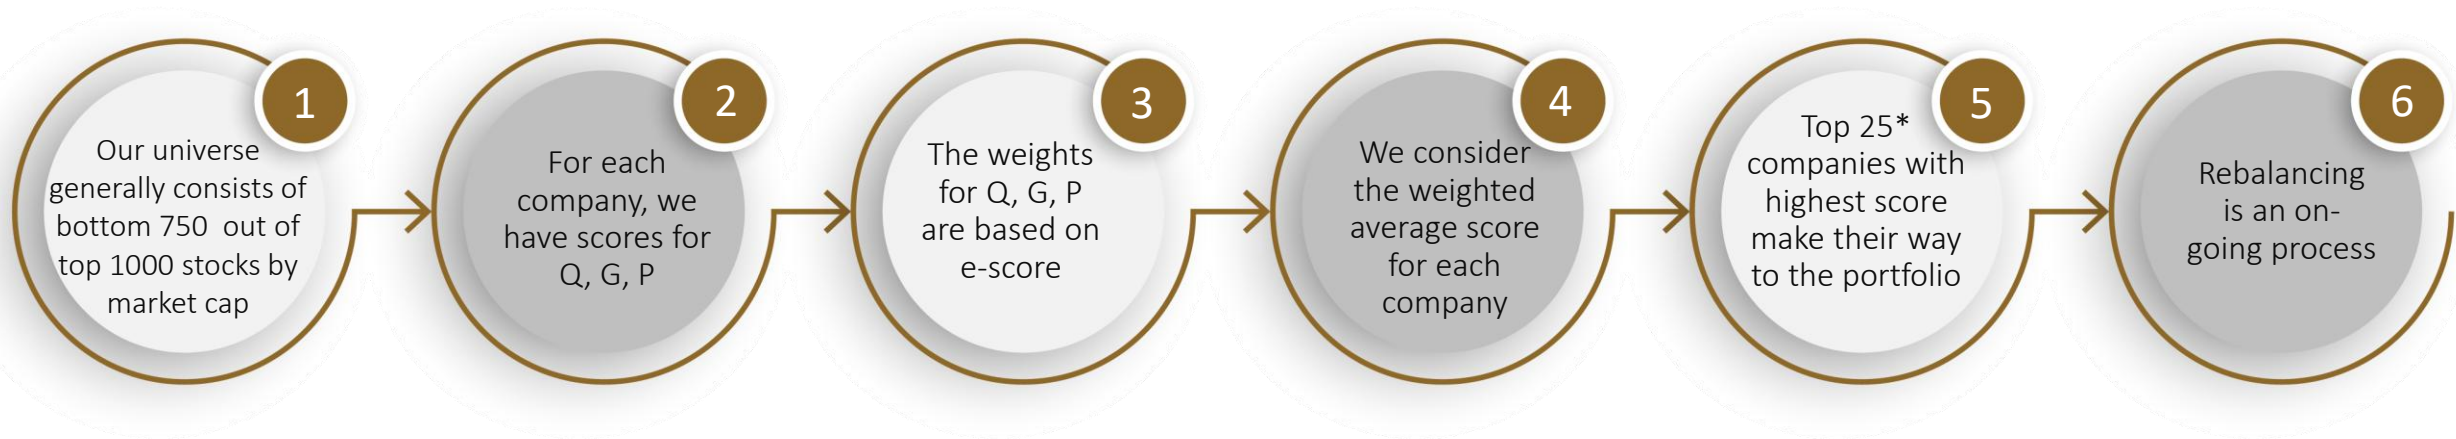 1
Our universe
generally consists of
bottom 750 out of
top 1000 stocks by
market cap
2
For each
company, we
have scores for
Q, G, P
3
The weights
for Q, G, P
are based on
e-score
4
We consider
the weighted
average score
for each
company
5
Top 25*
companies with
highest score
make their way
to the portfolio
6
Rebalancing
is an on-
going process